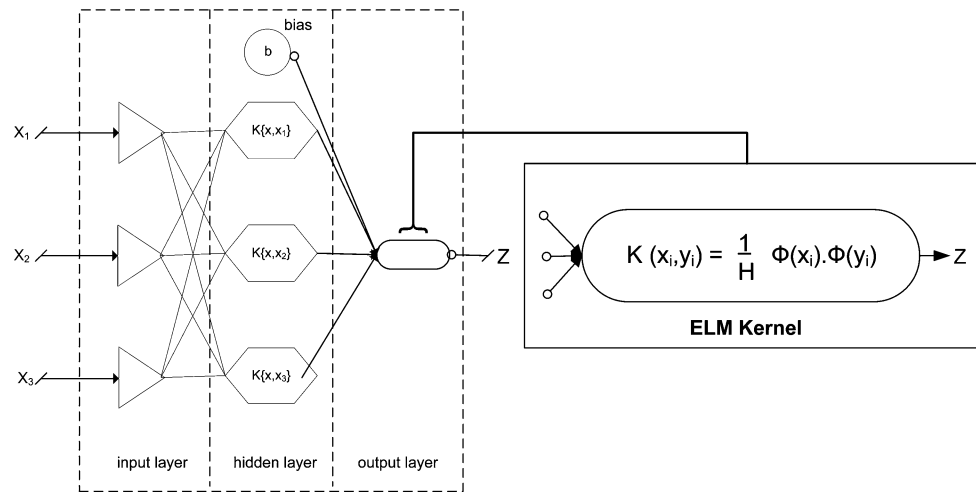 bias
b
X₁
K{x,x₁}
X₂
K{x,x₂}
Z
K (xᵢ,yᵢ) = 1/H Φ(xᵢ).Φ(yᵢ)
Z
ELM Kernel
X₃
K{x,x₃}
input layer
hidden layer
output layer